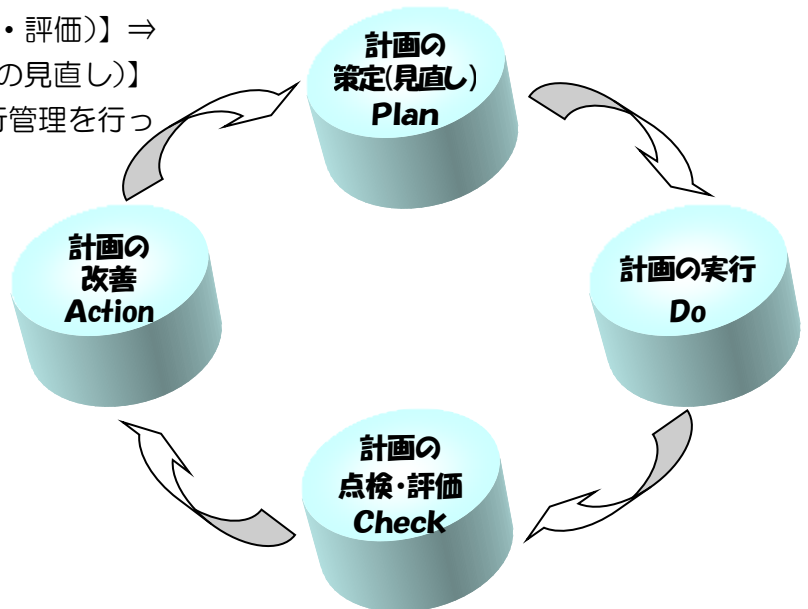 ・評価)】⇒
の見直し)】
行管理を行っ
計画の
策定(見直し)
Plan
計画の
改善
Action
計画の実行
Do
計画の
点検・評価
Check